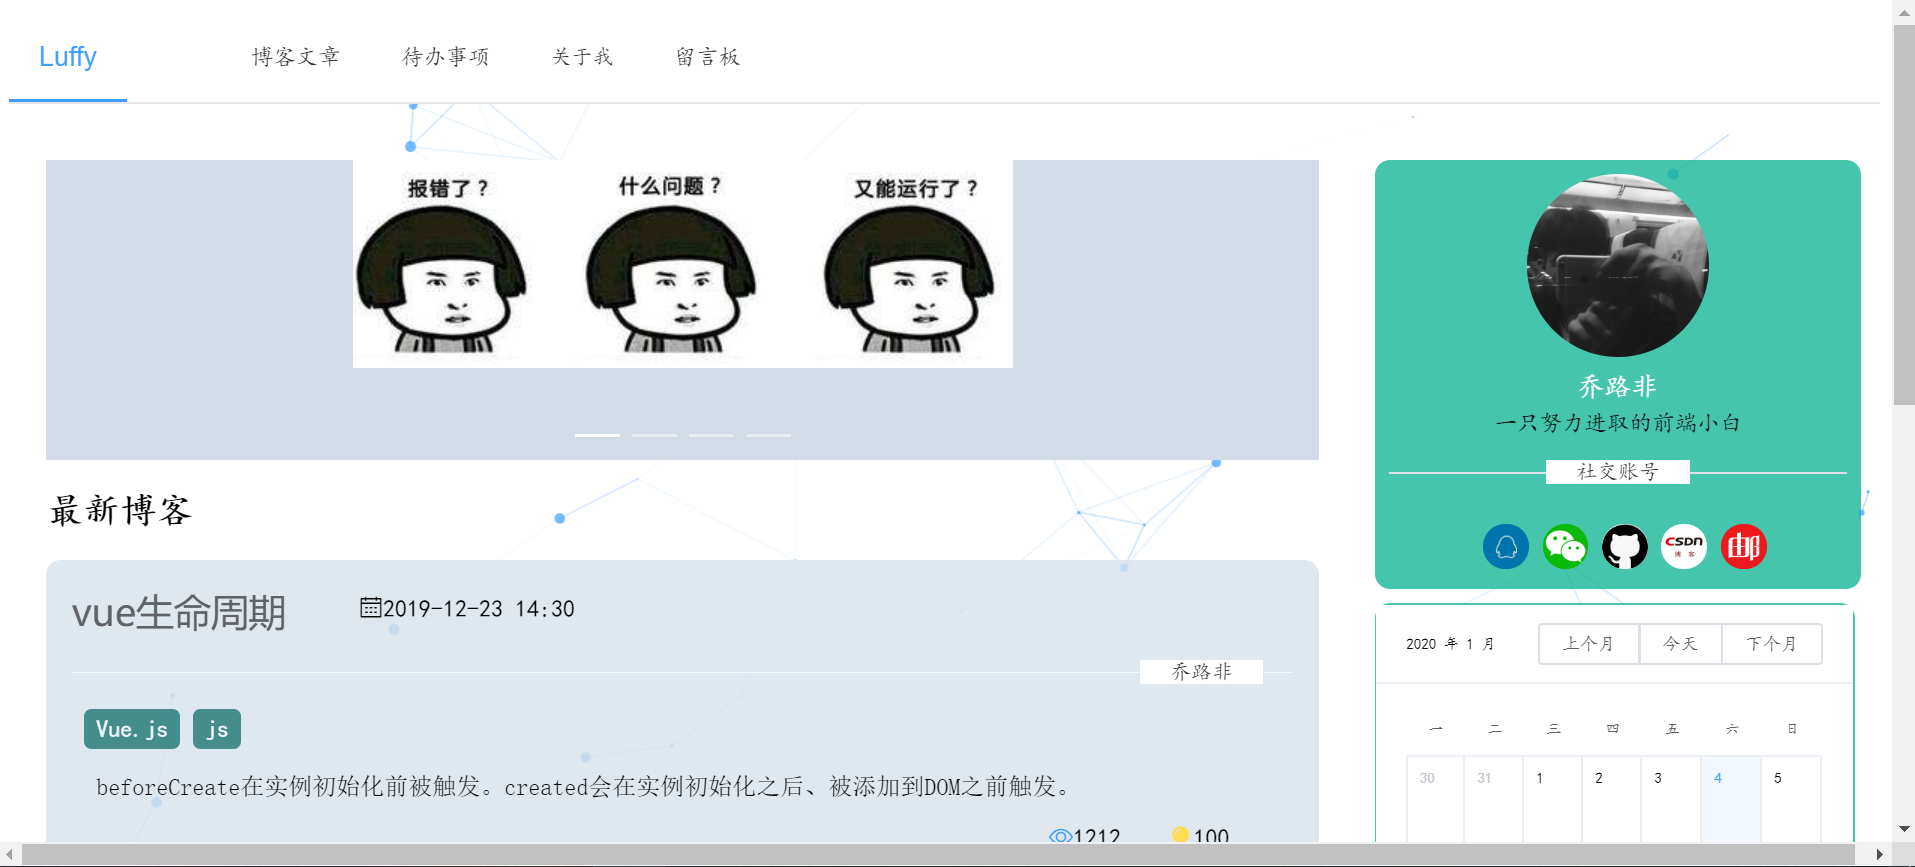 Luffy 博客文章 待办事项 关于我 留言板
报错了？ 什么问题？ 又能运行了？
乔路非
一只努力进取的前端小白
社交账号
CSDN
博客
邮
最新博客
vue生命周期 2019-12-23 14:30
乔路非
Vue.js js
beforeCreate在实例初始化前被触发。created会在实例初始化之后、被添加到DOM之前触发。
1212 100
2020 年 1 月 上个月 今天 下个月
一 二 三 四 五 六 日
30 31 1 2 3 4 5